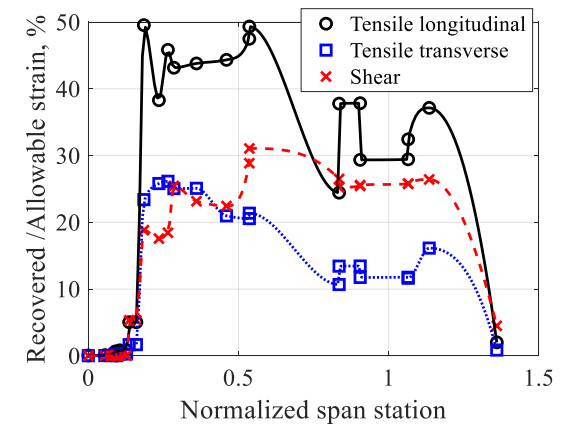 Tensile longitudinal
Tensile transverse
Shear
Recovered /Allowable strain, %
50
40
30
20
10
0
0
0.5
1
1.5
Normalized span station